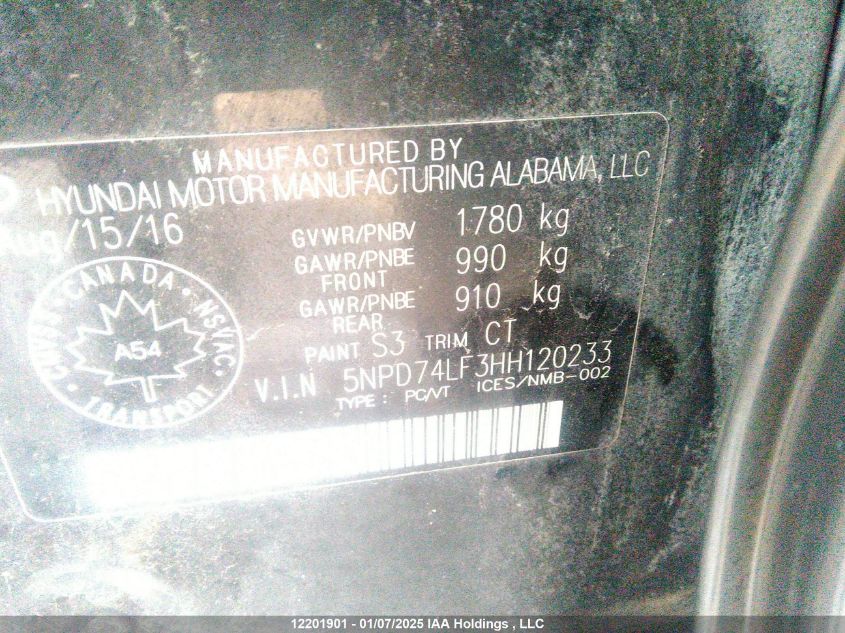 MANUFACTURED BY
HYUNDAI MOTOR MANUFACTURING ALABAMA, LLC
Aug/15/16
GVWR/PNBV 1780 kg
GAWR/PNBE FRONT 990 kg
GAWR/PNBE REAR 910 kg
PAINT S3 TRIM CT
V.I.N 5NPD74LF3HH120233
TYPE: PC/VT ICES/NMB-002
CANADA · NSVAC · TRANSPORT · CMVSS
A54
12201901 - 01/07/2025 IAA Holdings , LLC